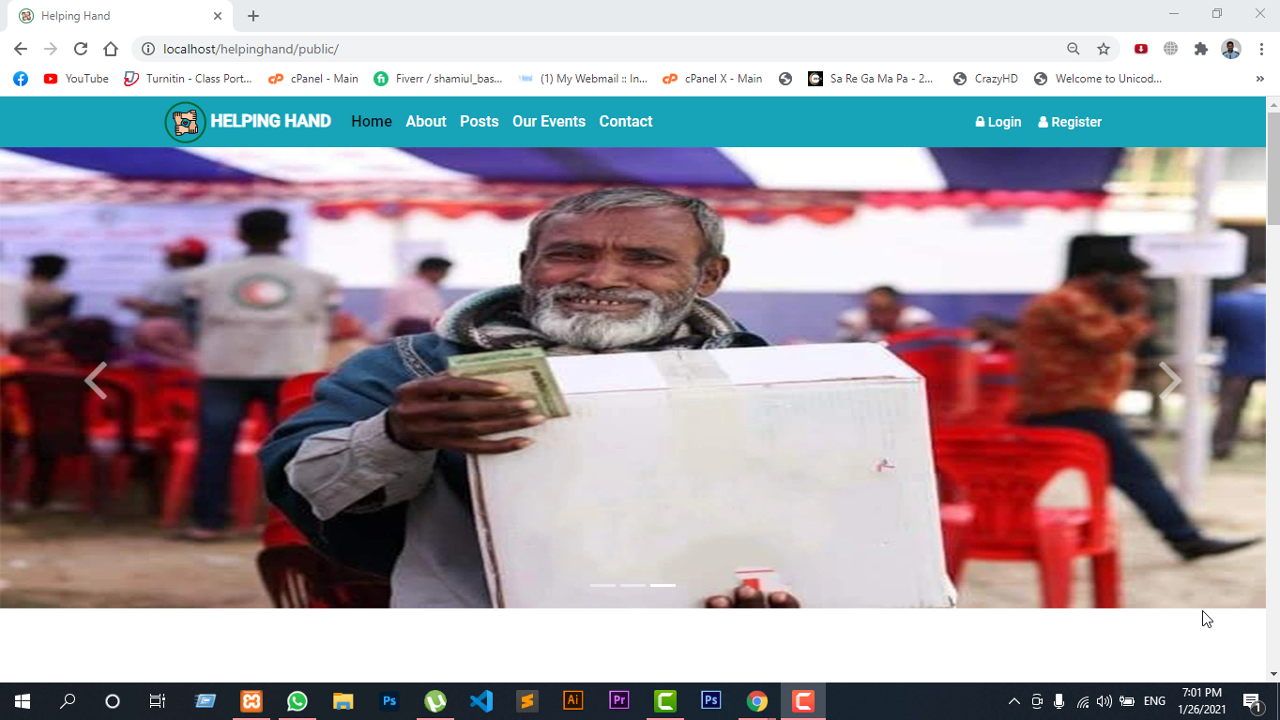 Helping Hand
localhost/helpinghand/public/
YouTube
Turnitin - Class Port...
cPanel - Main
Fiverr / shamiul_bas...
(1) My Webmail :: In...
cPanel X - Main
Sa Re Ga Ma Pa - 2...
CrazyHD
Welcome to Unicod...
HELPING HAND
Home
About
Posts
Our Events
Contact
Login
Register
Ps
Ai
Pr
Ps
ENG
7:01 PM
1/26/2021
1